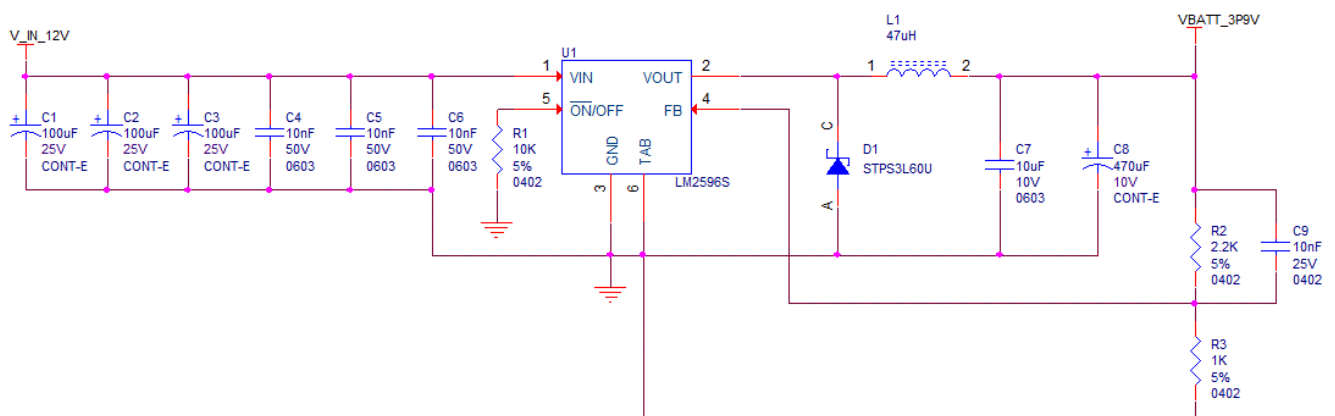 V_IN_12V
C1
100uF
25V
CONT-E
C2
100uF
25V
CONT-E
C3
100uF
25V
CONT-E
C4
10nF
50V
0603
C5
10nF
50V
0603
C6
10nF
50V
0603
R1
10K
5%
0402
U1
1
VIN
VOUT
2
5
ON/OFF
FB
4
GND
TAB
3
6
LM2596S
L1
47uH
1
2
C
D1
STPS3L60U
A
C7
10uF
10V
0603
C8
470uF
10V
CONT-E
VBATT_3P9V
R2
2.2K
5%
0402
C9
10nF
25V
0402
R3
1K
5%
0402